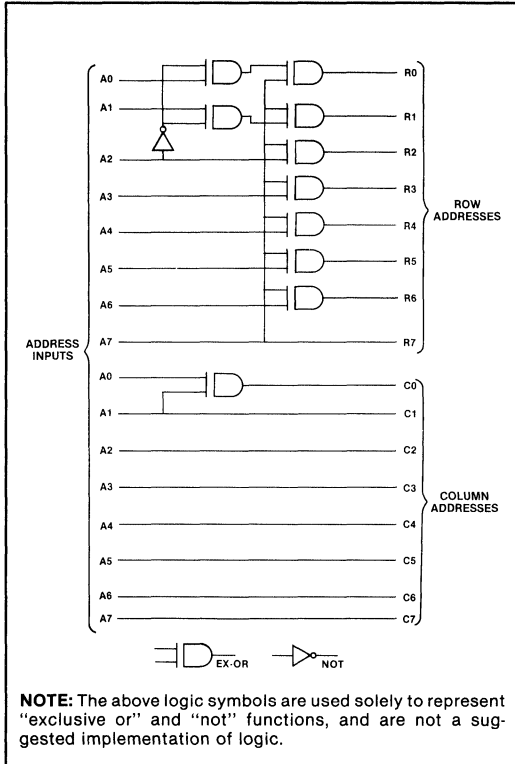 A0
R0
A1
R1
A2
R2
A3
R3
ROW
ADDRESSES
A4
R4
A5
R5
A6
R6
A7
R7
ADDRESS
INPUTS
A0
C0
A1
C1
A2
C2
A3
C3
COLUMN
ADDRESSES
A4
C4
A5
C5
A6
C6
A7
C7
EX-OR
NOT
NOTE: The above logic symbols are used solely to represent
"exclusive or" and "not" functions, and are not a sug-
gested implementation of logic.